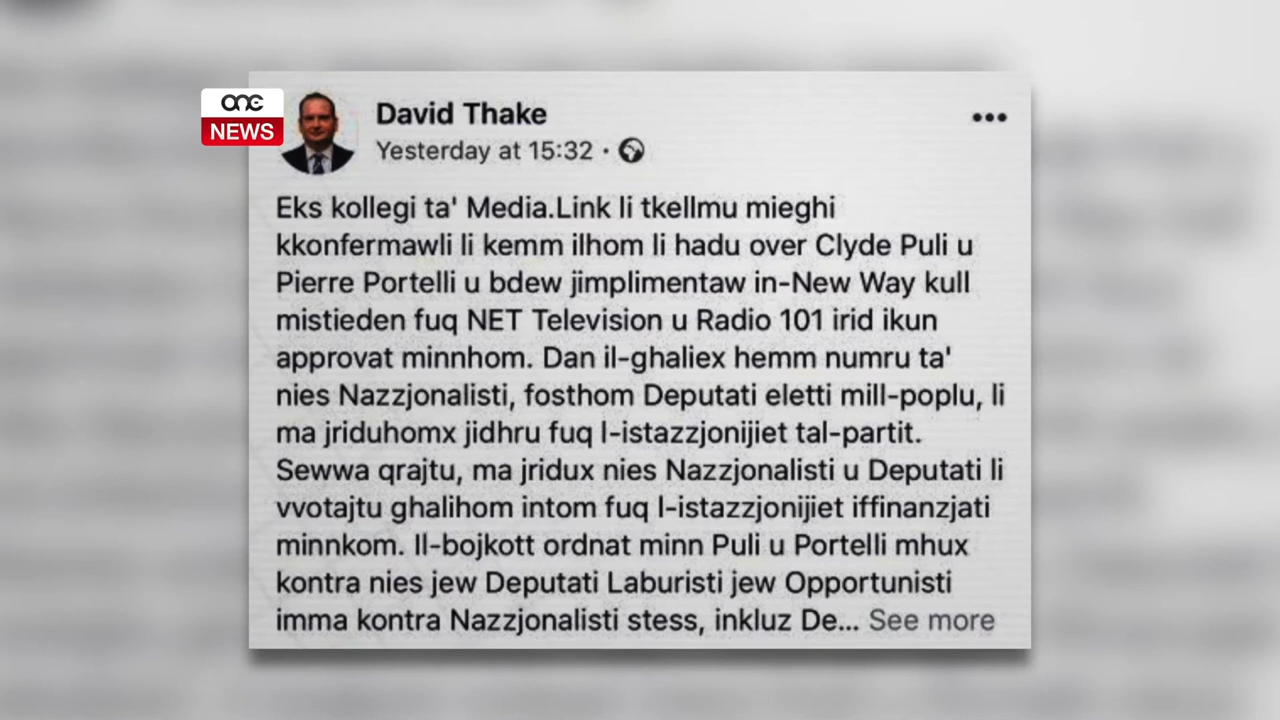 one
NEWS
David Thake
Yesterday at 15:32 ·
Eks kollegi ta' Media.Link li tkellmu mieghi
kkonfermawli li kemm ilhom li hadu over Clyde Puli u
Pierre Portelli u bdew jimplimentaw in-New Way kull
mistieden fuq NET Television u Radio 101 irid ikun
approvat minnhom. Dan il-ghaliex hemm numru ta'
nies Nazzjonalisti, fosthom Deputati eletti mill-poplu, li
ma jriduhomx jidhru fuq l-istazzjonijiet tal-partit.
Sewwa qrajtu, ma jridux nies Nazzjonalisti u Deputati li
vvotajtu ghalihom intom fuq l-istazzjonijiet iffinanzjati
minnkom. Il-bojkott ordnat minn Puli u Portelli mhux
kontra nies jew Deputati Laburisti jew Opportunisti
imma kontra Nazzjonalisti stess, inkluz De... See more